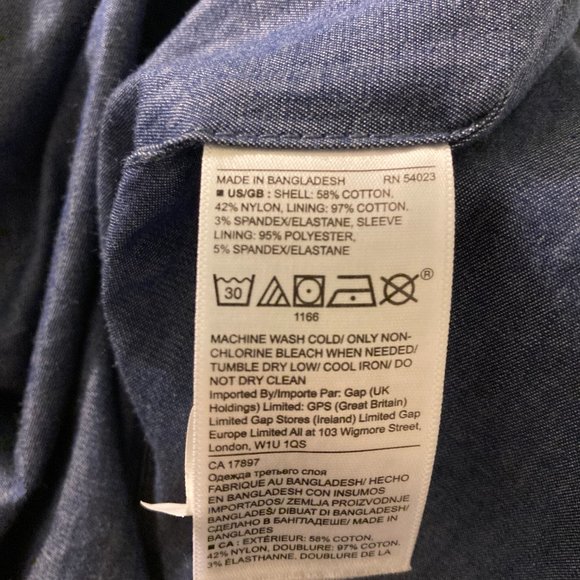 MADE IN BANGLADESH RN 54023
■ US/GB : SHELL: 58% COTTON,
42% NYLON, LINING: 97% COTTON,
3% SPANDEX/ELASTANE, SLEEVE
LINING: 95% POLYESTER,
5% SPANDEX/ELASTANE
30
®
1166
MACHINE WASH COLD/ ONLY NON-
CHLORINE BLEACH WHEN NEEDED/
TUMBLE DRY LOW/ COOL IRON/ DO
NOT DRY CLEAN
Imported By/Importe Par: Gap (UK
Holdings) Limited: GPS (Great Britain)
Limited Gap Stores (Ireland) Limited Gap
Europe Limited All at 103 Wigmore Street,
London, W1U 1QS
CA 17897
Одежда третьего слоя
FABRIQUE AU BANGLADESH/ HECHO
EN BANGLADESH CON INSUMOS
IMPORTADOS/ ZEMLJA PROIZVODNJE
BANGLADEŠ/ DIBUAT DI BANGLADESH/
СДЕЛАНО В БАНГЛАДЕШЕ/ MADE IN
BANGLADES
■ CA : EXTÉRIEUR: 58% COTON,
42% NYLON, DOUBLURE: 97% COTON,
3% ÉLASTHANNE, DOUBLURE DE